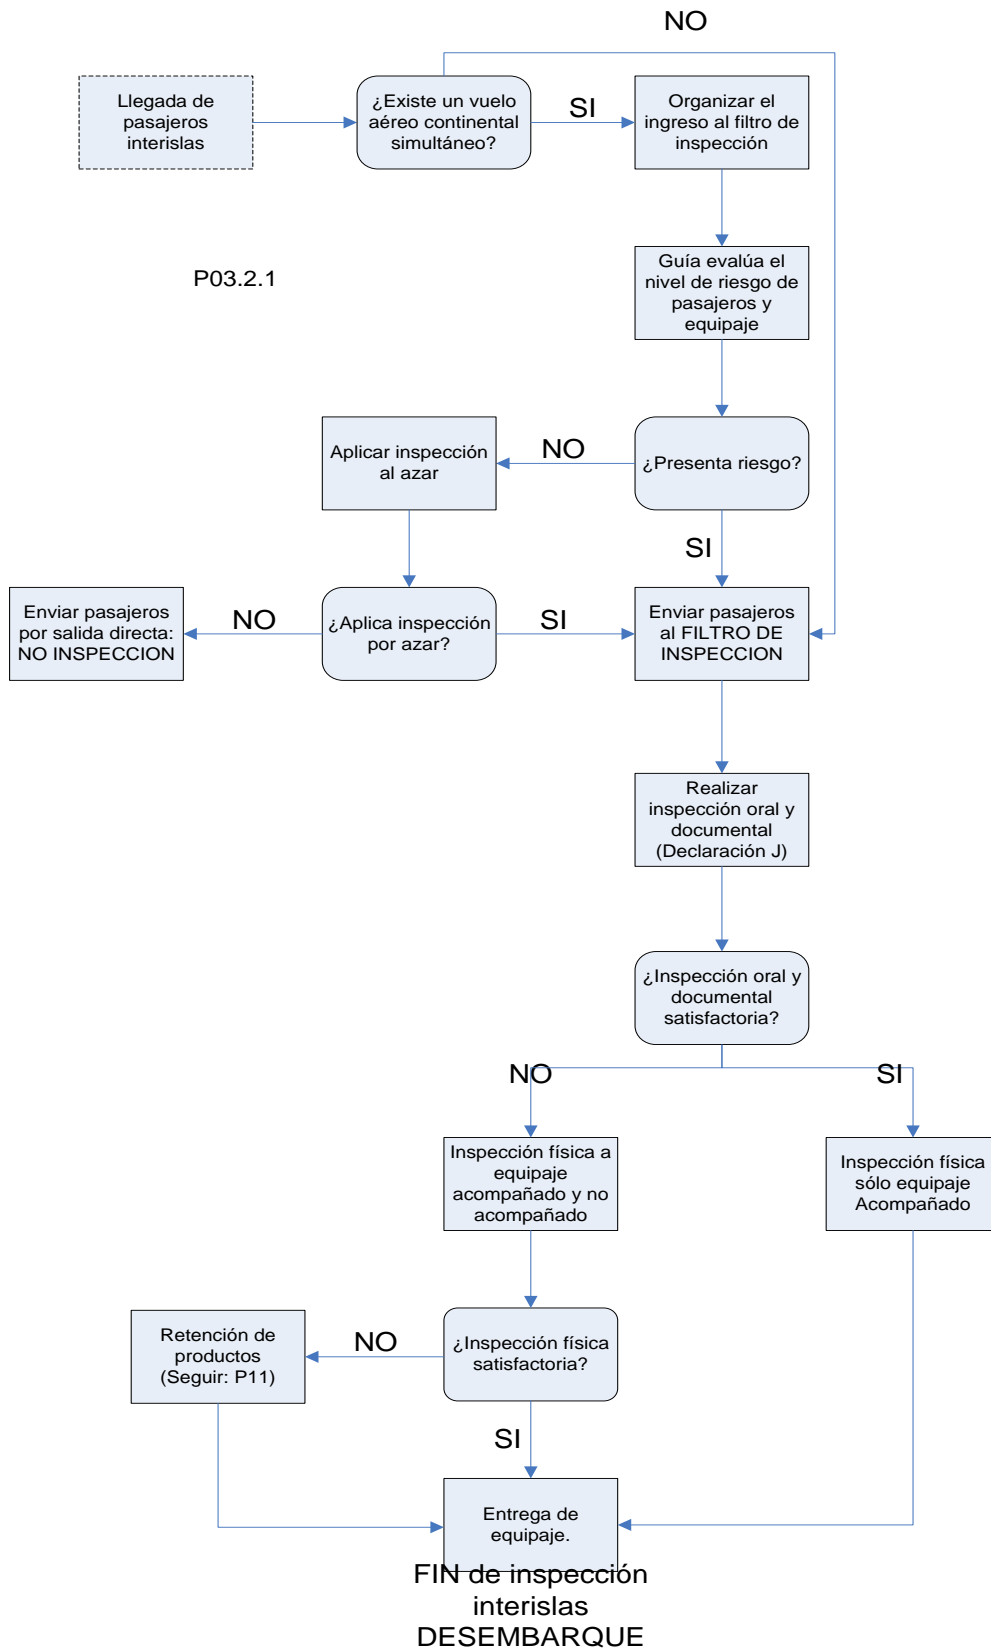 NO
Llegada de
pasajeros
interislas
¿Existe un vuelo
aéreo continental
simultáneo?
SI
Organizar el
ingreso al filtro de
inspección
P03.2.1
Guía evalúa el
nivel de riesgo de
pasajeros y
equipaje
Aplicar inspección
al azar
NO
¿Presenta riesgo?
SI
Enviar pasajeros
por salida directa:
NO INSPECCION
NO
¿Aplica inspección
por azar?
SI
Enviar pasajeros
al FILTRO DE
INSPECCION
Realizar
inspección oral y
documental
(Declaración J)
¿Inspección oral y
documental
satisfactoria?
NO
SI
Inspección física a
equipaje
acompañado y no
acompañado
Inspección física
sólo equipaje
Acompañado
Retención de
productos
(Seguir: P11)
NO
¿Inspección física
satisfactoria?
SI
Entrega de
equipaje.
FIN de inspección
interislas
DESEMBARQUE